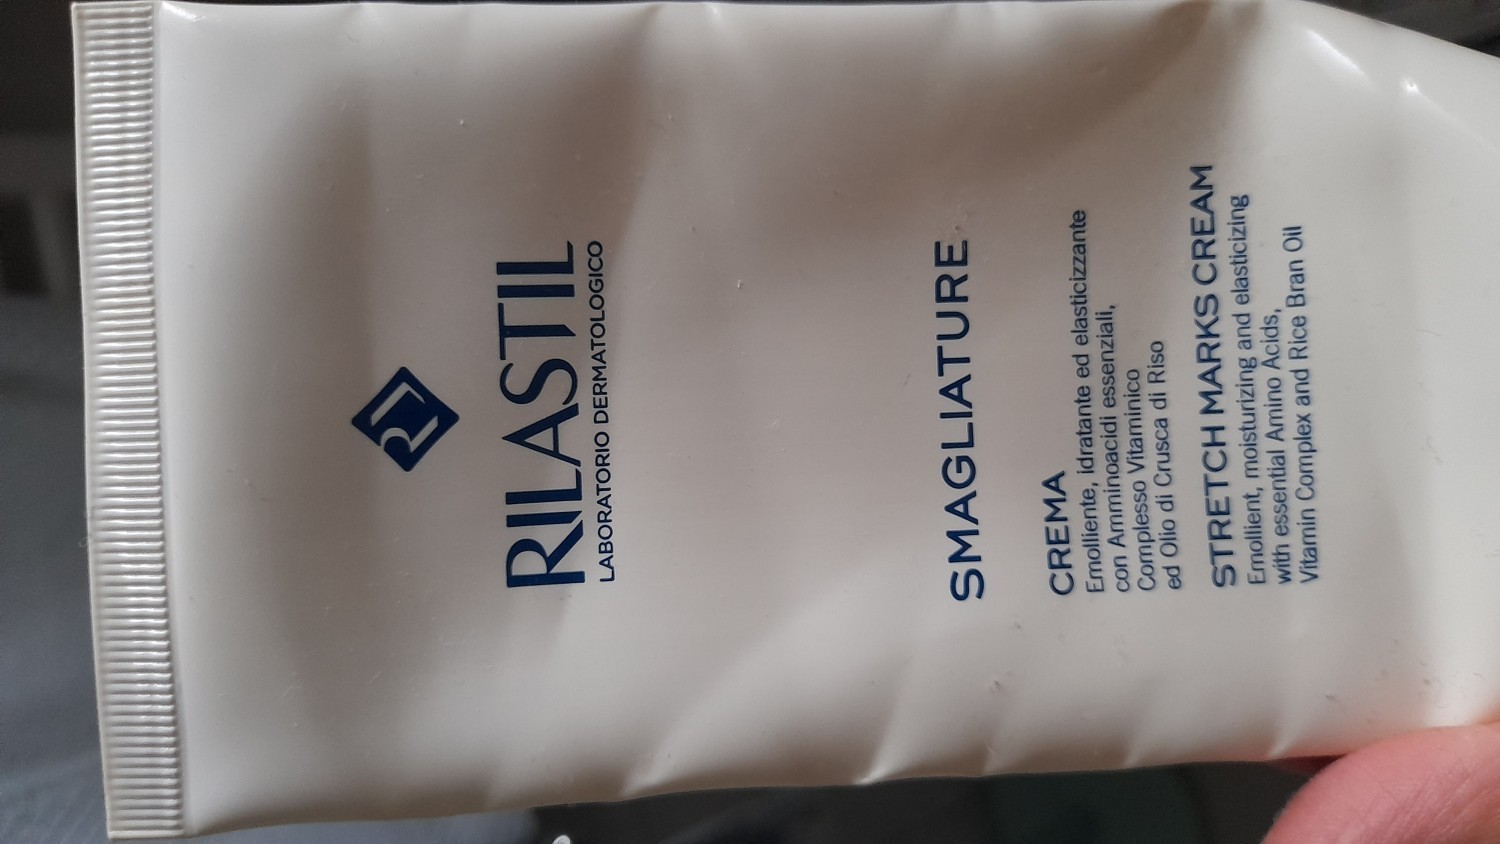 RILASTIL
LABORATORIO DERMATOLOGICO
SMAGLIATURE
CREMA
Emolliente, idratante ed elasticizzante
con Amminoacidi essenziali,
Complesso Vitaminico
ed Olio di Crusca di Riso
STRETCH MARKS CREAM
Emollient, moisturizing and elasticizing
with essential Amino Acids,
Vitamin Complex and Rice Bran Oil